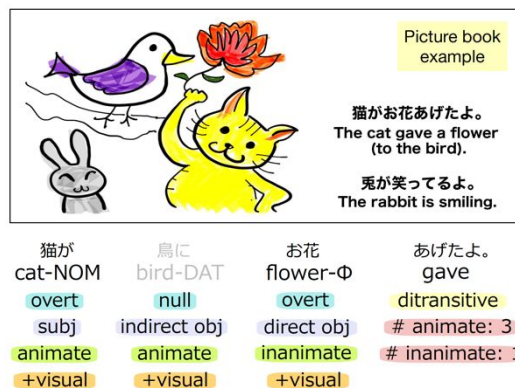 Picture book
example
猫がお花あげたよ。
The cat gave a flower
(to the bird).
兎が笑ってるよ。
The rabbit is smiling.
猫が 鳥に お花 あげたよ。
cat-NOM bird-DAT flower-Φ gave
overt null overt ditransitive
subj indirect obj direct obj # animate: 3
animate animate inanimate # inanimate:
+visual +visual +visual